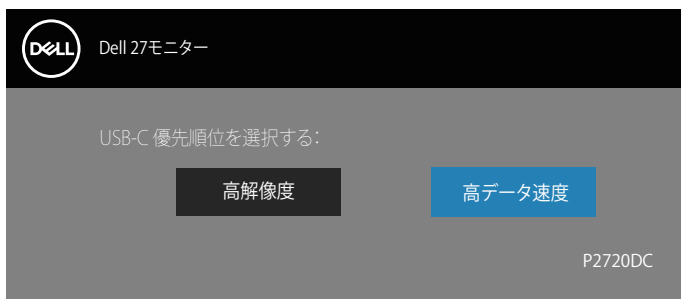 DELL
Dell 27モニター
USB-C 優先順位を選択する:
高解像度
高データ速度
P2720DC